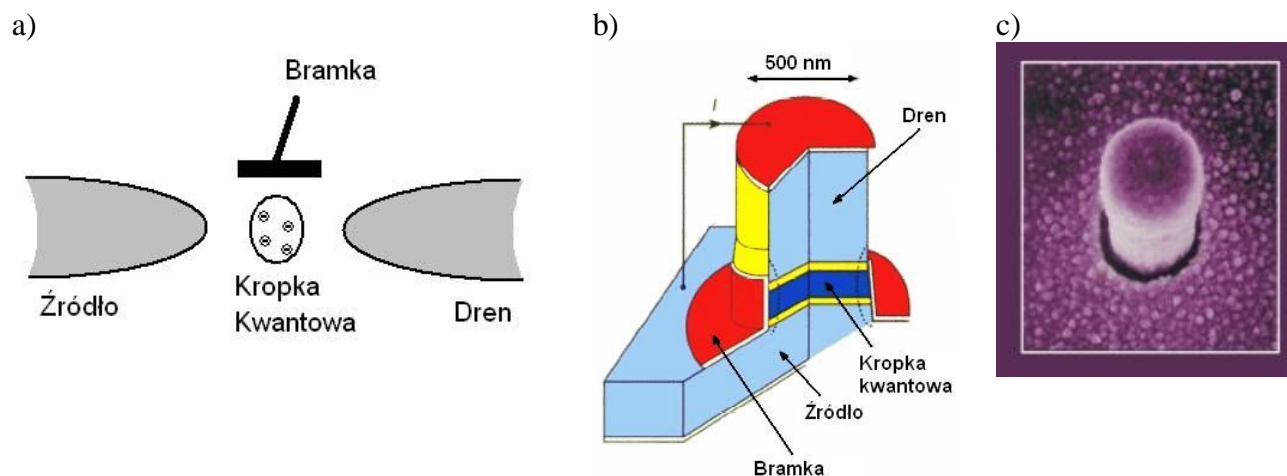 a)
Bramka
Źródło
Kropka
Kwantowa
Dren
b)
500 nm
I
Dren
Kropka
kwantowa
Źródło
Bramka
c)